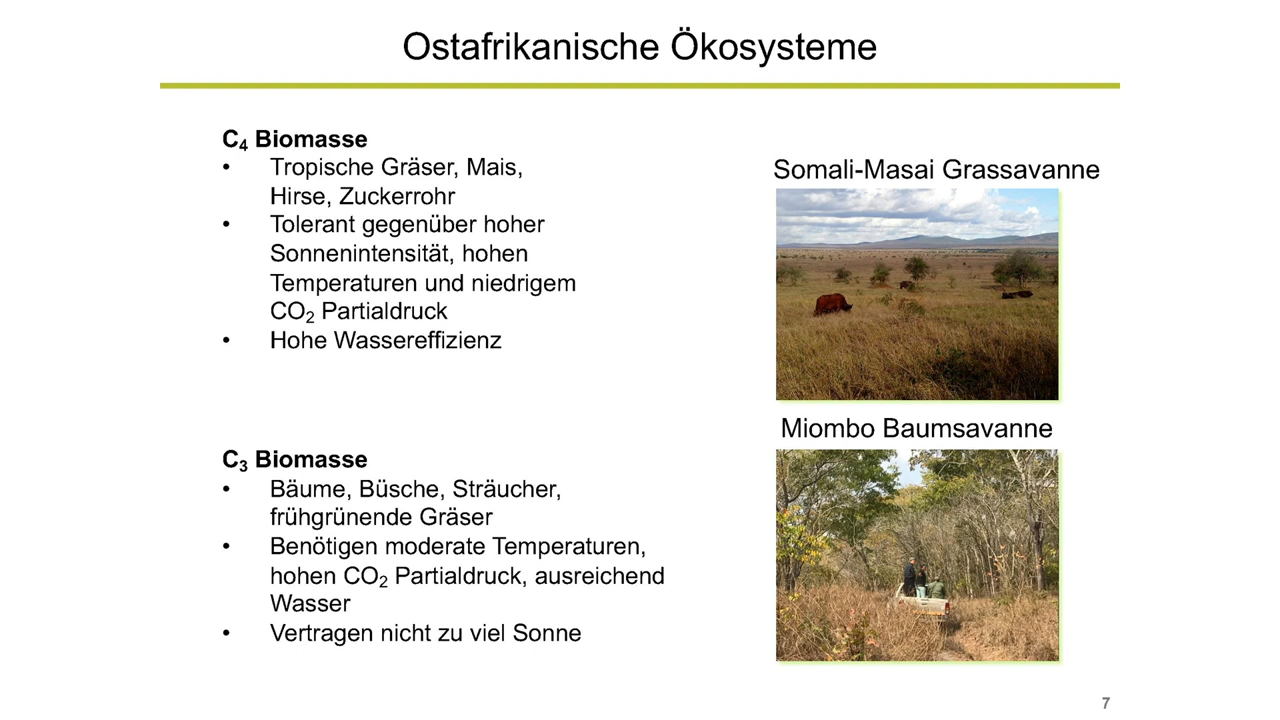 Ostafrikanische Ökosysteme
C₄ Biomasse
• Tropische Gräser, Mais,
Hirse, Zuckerrohr
• Tolerant gegenüber hoher
Sonnenintensität, hohen
Temperaturen und niedrigem
CO₂ Partialdruck
• Hohe Wassereffizienz
C₃ Biomasse
• Bäume, Büsche, Sträucher,
frühgrünende Gräser
• Benötigen moderate Temperaturen,
hohen CO₂ Partialdruck, ausreichend
Wasser
• Vertragen nicht zu viel Sonne
Somali-Masai Grassavanne
Miombo Baumsavanne
7